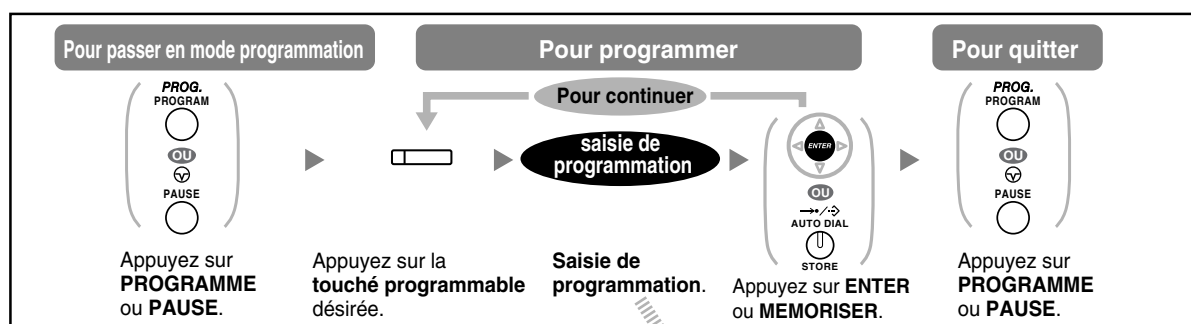 Pour passer en mode programmation
Pour programmer
Pour quitter
PROG.
PROGRAM
OU
PAUSE
Appuyez sur
PROGRAMME
ou PAUSE.
Appuyez sur la
touché programmable
désirée.
Pour continuer
saisie de
programmation
Saisie de
programmation.
ENTER
OU
AUTO DIAL
STORE
Appuyez sur ENTER
ou MEMORISER.
PROG.
PROGRAM
OU
PAUSE
Appuyez sur
PROGRAMME
ou PAUSE.